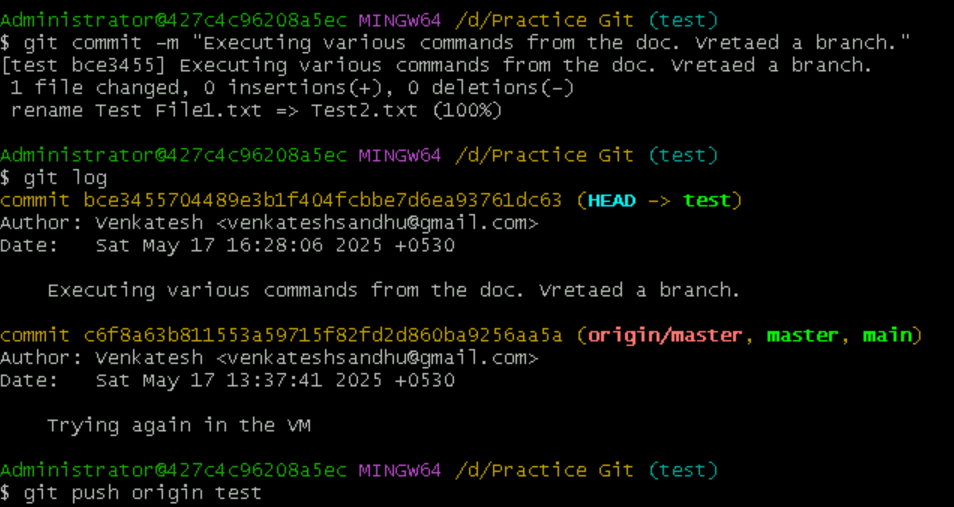 Administrator@427c4c96208a5ec MINGW64 /d/Practice Git (test)
$ git commit -m "Executing various commands from the doc. Vretaed a branch."
[test bce3455] Executing various commands from the doc. Vretaed a branch.
 1 file changed, 0 insertions(+), 0 deletions(-)
 rename Test File1.txt => Test2.txt (100%)
Administrator@427c4c96208a5ec MINGW64 /d/Practice Git (test)
$ git log
commit bce3455704489e3b1f404fcbbe7d6ea93761dc63 (HEAD -> test)
Author: Venkatesh <venkateshsandhu@gmail.com>
Date:   Sat May 17 16:28:06 2025 +0530
    Executing various commands from the doc. Vretaed a branch.
commit c6f8a63b811553a59715f82fd2d860ba9256aa5a (origin/master, master, main)
Author: Venkatesh <venkateshsandhu@gmail.com>
Date:   Sat May 17 13:37:41 2025 +0530
    Trying again in the VM
Administrator@427c4c96208a5ec MINGW64 /d/Practice Git (test)
$ git push origin test